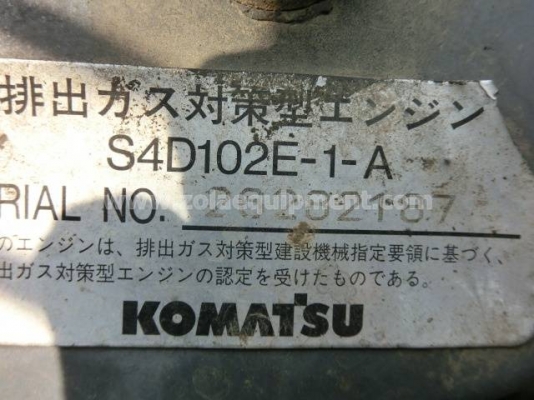 排出ガス対策型エンジン
S4D102E-1-A
ERIAL NO.
のエンジンは、排出ガス対策型建設機械指定要領に基づく、
出ガス対策型エンジンの認定を受けたものである。
KOMATSU